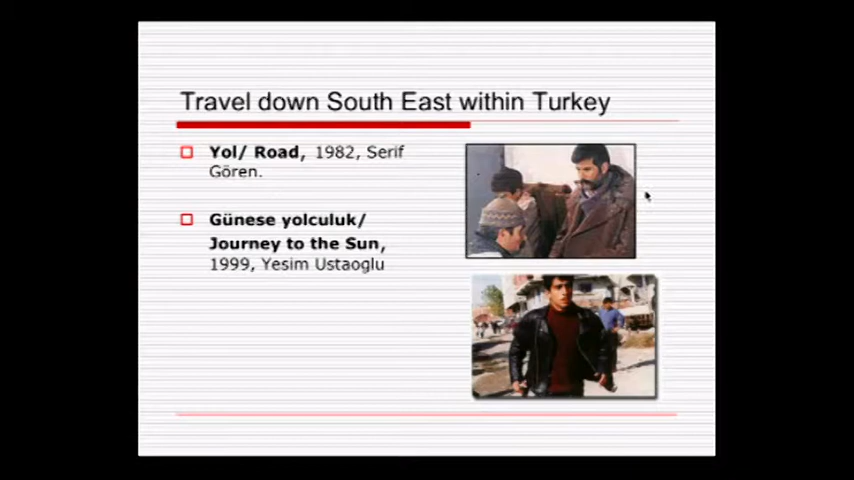 Travel down South East within Turkey
Yol/ Road, 1982, Serif
Gören.
Günese yolculuk/
Journey to the Sun,
1999, Yesim Ustaoglu